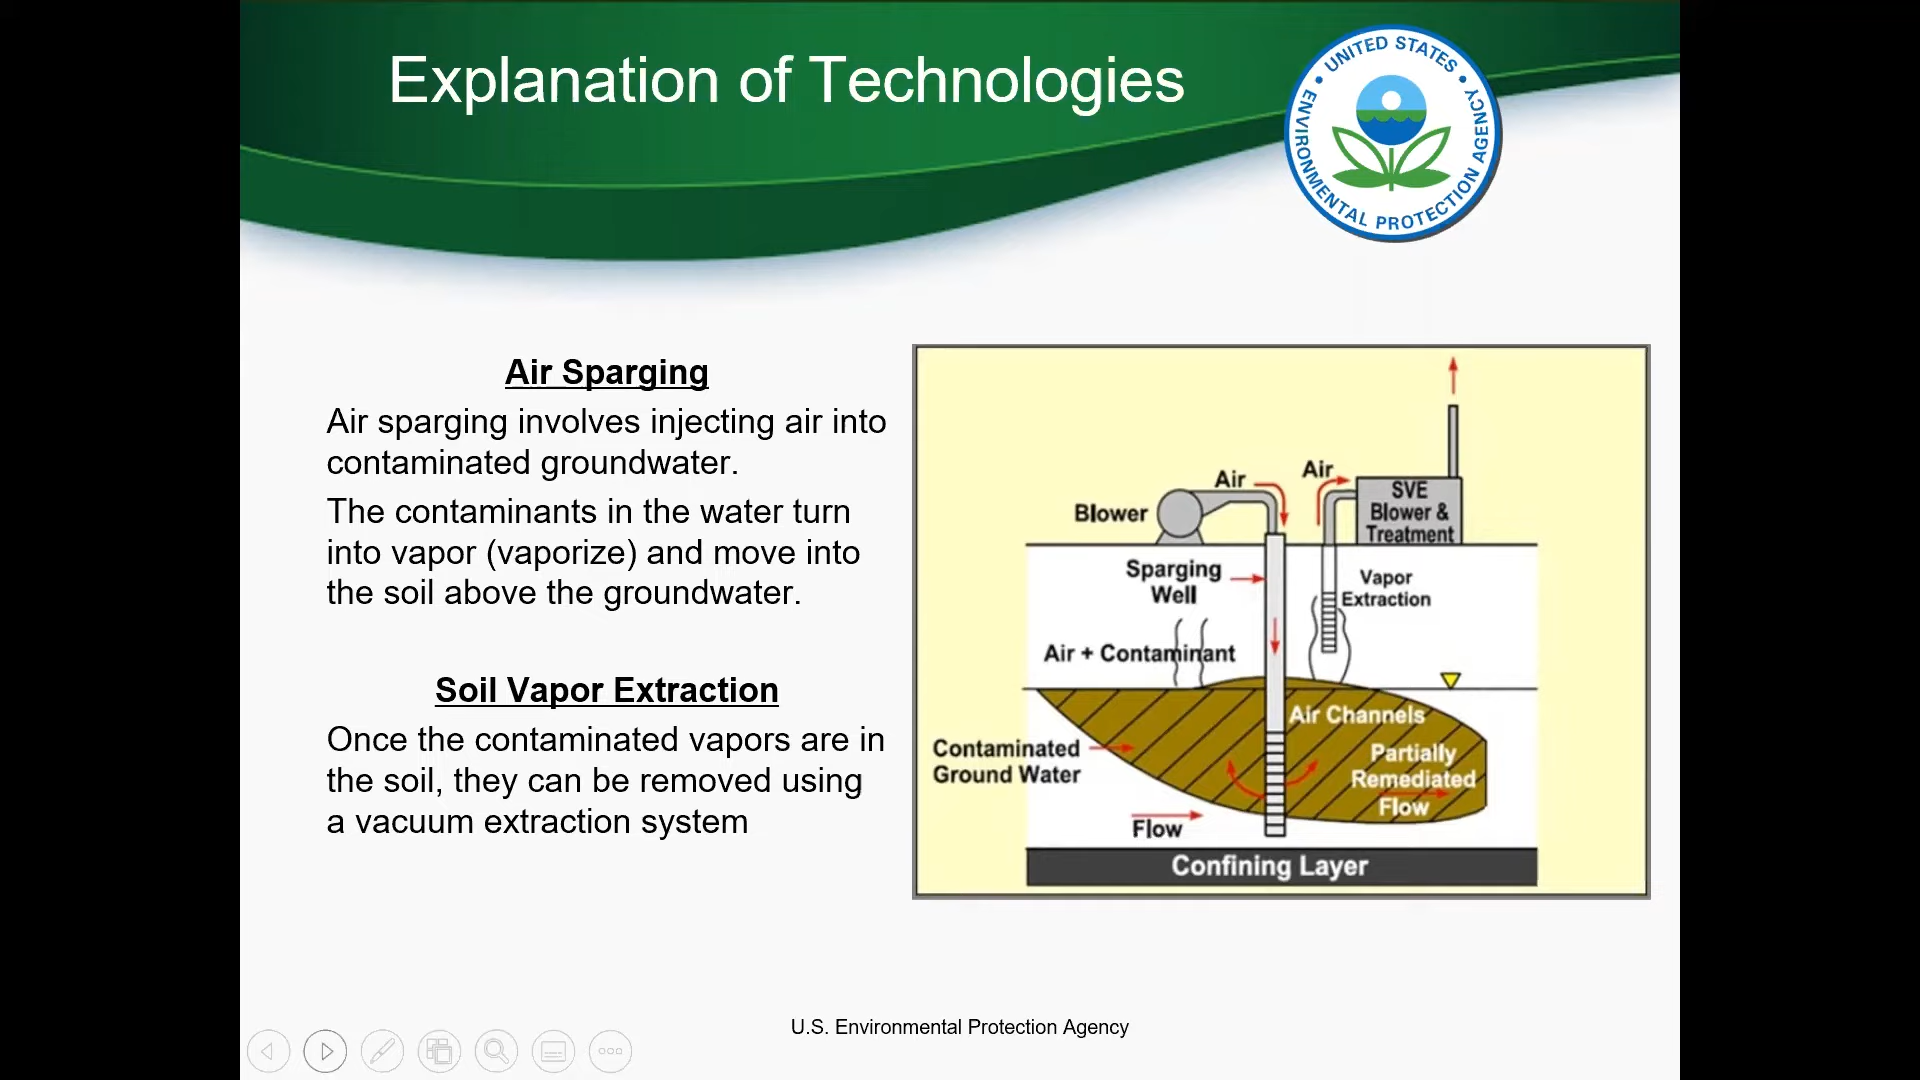 Explanation of Technologies
UNITED STATES
ENVIRONMENTAL PROTECTION AGENCY
Air Sparging
Air sparging involves injecting air into
contaminated groundwater.
The contaminants in the water turn
into vapor (vaporize) and move into
the soil above the groundwater.
Soil Vapor Extraction
Once the contaminated vapors are in
the soil, they can be removed using
a vacuum extraction system
Air
Air
Blower
SVE
Blower &
Treatment
Sparging
Well
Vapor
Extraction
Air + Contaminant
Air Channels
Contaminated
Ground Water
Partially
Remediated
Flow
Flow
Confining Layer
U.S. Environmental Protection Agency